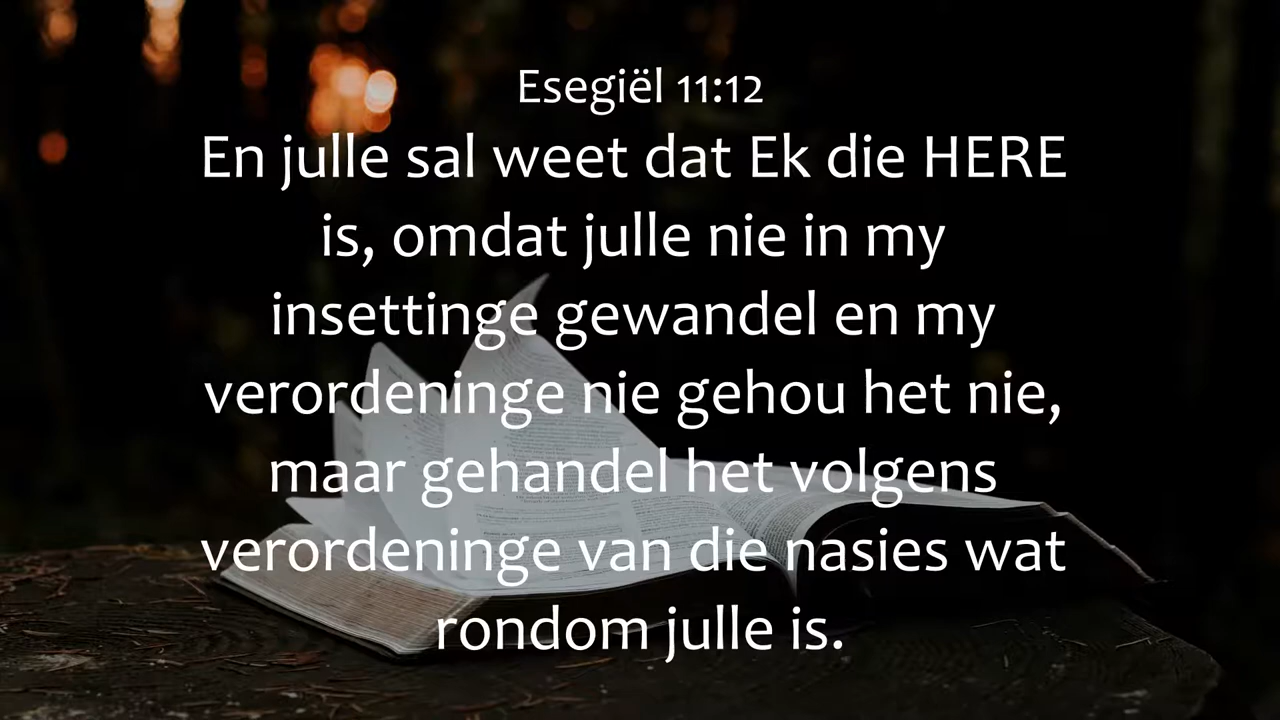 Esegiël 11:12
En julle sal weet dat Ek die HERE
is, omdat julle nie in my
insettinge gewandel en my
verordeninge nie gehou het nie,
maar gehandel het volgens
verordeninge van die nasies wat
rondom julle is.